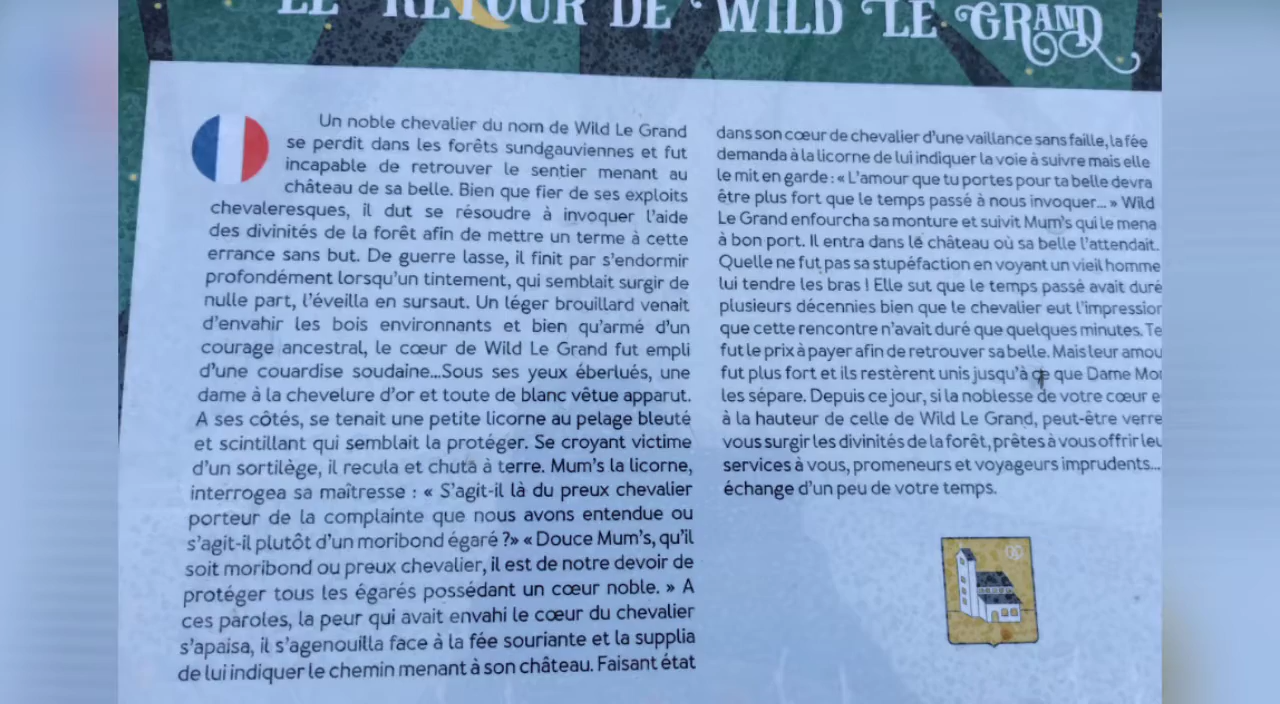 LE RETOUR DE WILD LE GRAND
Un noble chevalier du nom de Wild Le Grand
se perdit dans les forêts sundgauviennes et fut
incapable de retrouver le sentier menant au
château de sa belle. Bien que fier de ses exploits
chevaleresques, il dut se résoudre à invoquer l'aide
des divinités de la forêt afin de mettre un terme à cette
errance sans but. De guerre lasse, il finit par s'endormir
profondément lorsqu'un tintement, qui semblait surgir de
nulle part, l'éveilla en sursaut. Un léger brouillard venait
d'envahir les bois environnants et bien qu'armé d'un
courage ancestral, le cœur de Wild Le Grand fut empli
d'une couardise soudaine...Sous ses yeux éberlués, une
dame à la chevelure d'or et toute de blanc vêtue apparut.
A ses côtés, se tenait une petite licorne au pelage bleuté
et scintillant qui semblait la protéger. Se croyant victime
d'un sortilège, il recula et chuta à terre. Mum's la licorne,
interrogea sa maîtresse : « S'agit-il là du preux chevalier
porteur de la complainte que nous avons entendue ou
s'agit-il plutôt d'un moribond égaré ?» « Douce Mum's, qu'il
soit moribond ou preux chevalier, il est de notre devoir de
protéger tous les égarés possédant un cœur noble. » A
ces paroles, la peur qui avait envahi le cœur du chevalier
s'apaisa, il s'agenouilla face à la fée souriante et la supplia
de lui indiquer le chemin menant à son château. Faisant état
dans son cœur de chevalier d'une vaillance sans faille, la fée
demanda à la licorne de lui indiquer la voie à suivre mais elle
le mit en garde : « L'amour que tu portes pour ta belle devra
être plus fort que le temps passé à nous invoquer... » Wild
Le Grand enfourcha sa monture et suivit Mum's qui le mena
à bon port. Il entra dans le château où sa belle l'attendait.
Quelle ne fut pas sa stupéfaction en voyant un vieil homme
lui tendre les bras ! Elle sut que le temps passé avait duré
plusieurs décennies bien que le chevalier eut l'impression
que cette rencontre n'avait duré que quelques minutes. Te
fut le prix à payer afin de retrouver sa belle. Mais leur amou
fut plus fort et ils restèrent unis jusqu'à ce que Dame Mo
les sépare. Depuis ce jour, si la noblesse de votre cœur e
à la hauteur de celle de Wild Le Grand, peut-être verre
vous surgir les divinités de la forêt, prêtes à vous offrir leu
services à vous, promeneurs et voyageurs imprudents...
échange d'un peu de votre temps.